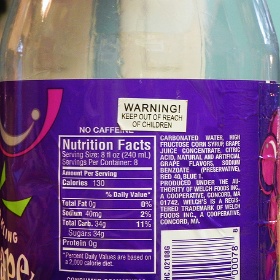 WARNING!
KEEP OUT OF REACH
OF CHILDREN
NO CAFFEINE
Nutrition Facts
Serving Size: 8 fl oz (240 mL)
Servings Per Container: 8
Amount Per Serving
Calories 130
% Daily Value*
Total Fat 0g 0%
Sodium 40mg 2%
Total Carb. 34g 11%
Sugars 34g
Protein 0g
*Percent Daily Values are based on
a 2,000 calorie diet.
CARBONATED WATER, HIGH
FRUCTOSE CORN SYRUP, GRAPE
JUICE CONCENTRATE, CITRIC
ACID, NATURAL AND ARTIFICIAL
GRAPE FLAVORS, SODIUM
BENZOATE (PRESERVATIVE),
RED 40, BLUE 1.
PRODUCED UNDER THE AU-
THORITY OF WELCH FOODS INC.,
A COOPERATIVE, CONCORD, MA
01742. WELCH'S IS A REGIS-
TERED TRADEMARK OF WELCH
FOODS INC., A COOPERATIVE,
CONCORD, MA.